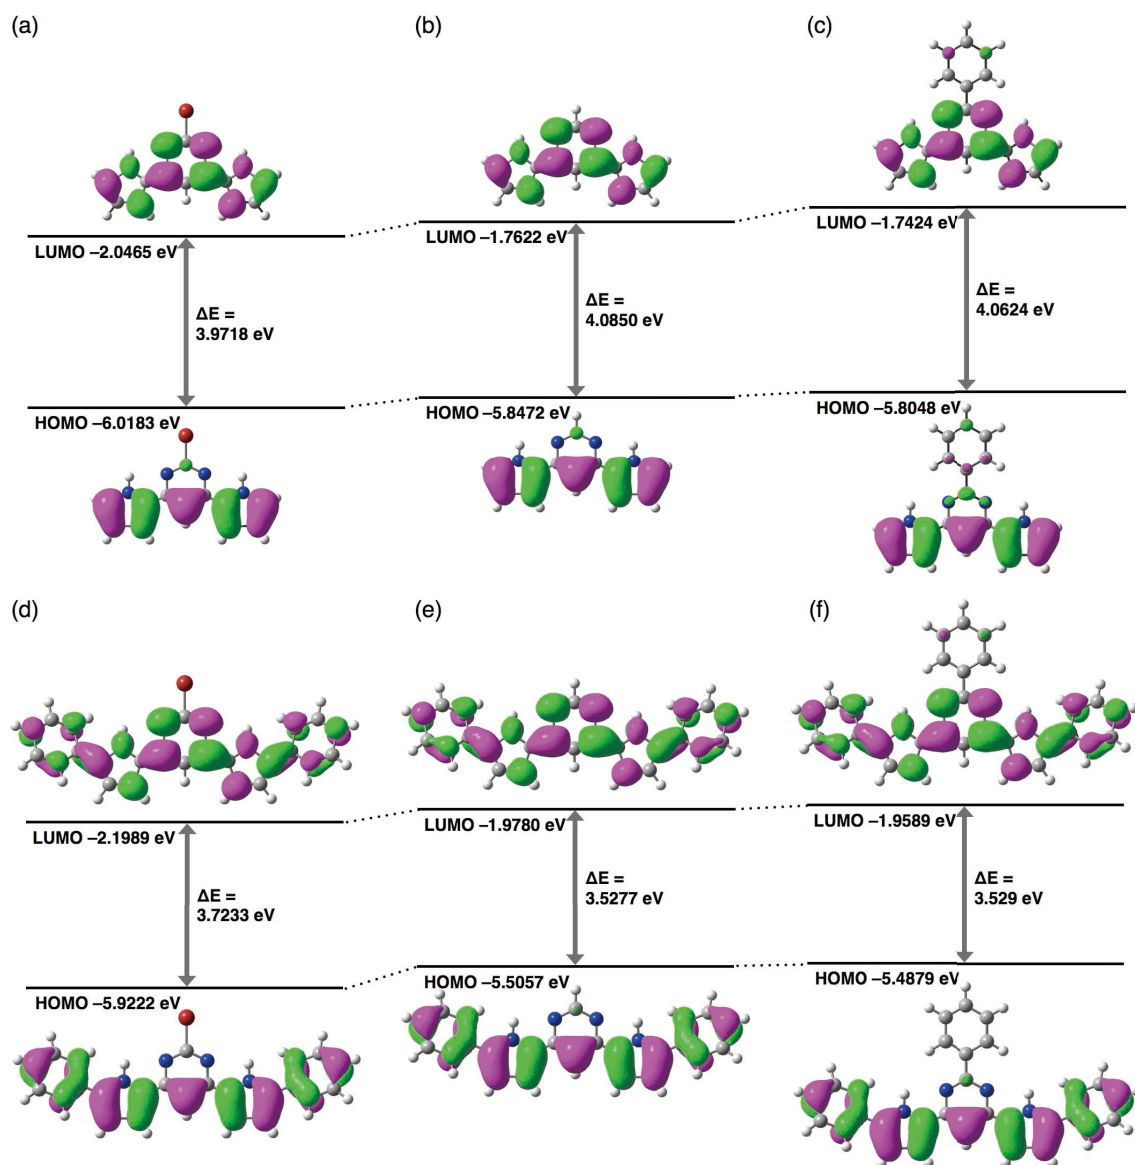 (a)
(b)
(c)
LUMO –2.0465 eV
LUMO –1.7622 eV
LUMO –1.7424 eV
ΔE =
3.9718 eV
ΔE =
4.0850 eV
ΔE =
4.0624 eV
HOMO –6.0183 eV
HOMO –5.8472 eV
HOMO –5.8048 eV
(d)
(e)
(f)
LUMO –2.1989 eV
LUMO –1.9780 eV
LUMO –1.9589 eV
ΔE =
3.7233 eV
ΔE =
3.5277 eV
ΔE =
3.529 eV
HOMO –5.9222 eV
HOMO –5.5057 eV
HOMO –5.4879 eV